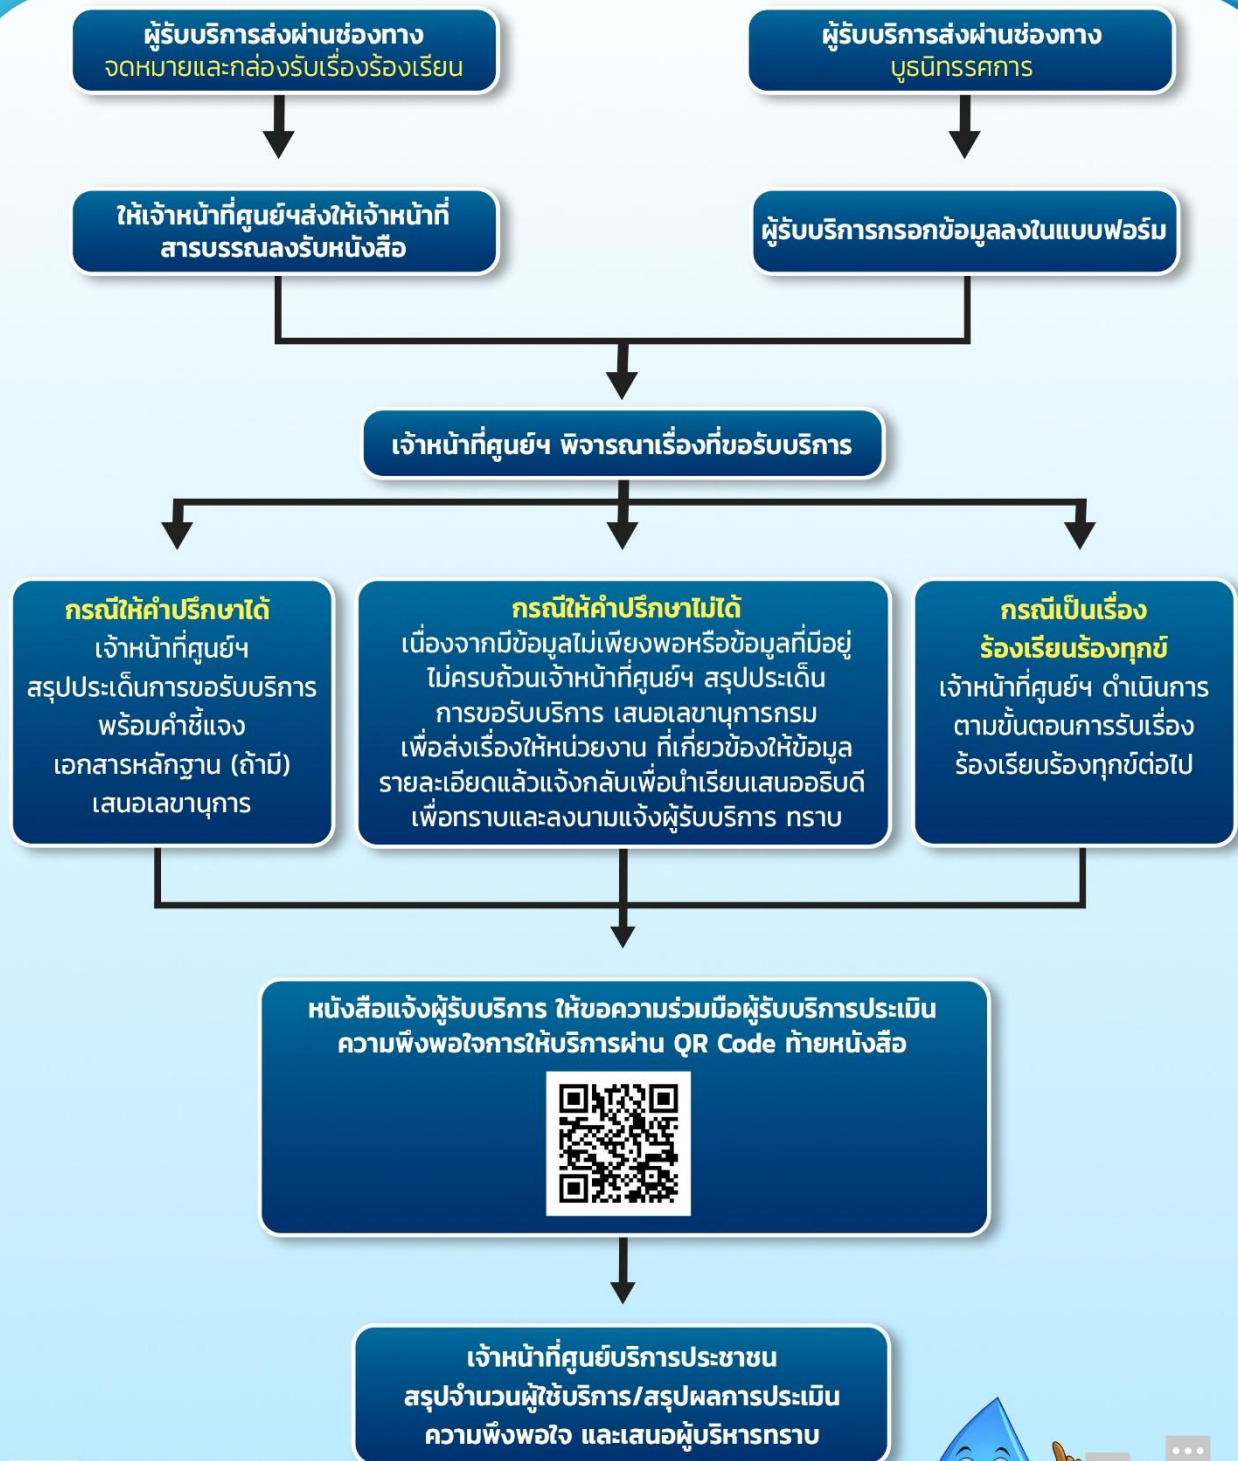 ผู้รับบริการส่งผ่านช่องทาง
จดหมายและกล่องรับเรื่องร้องเรียน
ผู้รับบริการส่งผ่านช่องทาง
บูธนิทรรศการ
ให้เจ้าหน้าที่ศูนย์ฯส่งให้เจ้าหน้าที่
สารบรรณลงรับหนังสือ
ผู้รับบริการกรอกข้อมูลลงในแบบฟอร์ม
เจ้าหน้าที่ศูนย์ฯ พิจารณาเรื่องที่ขอรับบริการ
กรณีให้คำปรึกษาได้
เจ้าหน้าที่ศูนย์ฯ
สรุปประเด็นการขอรับบริการ
พร้อมคำชี้แจง
เอกสารหลักฐาน (ถ้ามี)
เสนอเลขานุการ
กรณีให้คำปรึกษาไม่ได้
เนื่องจากมีข้อมูลไม่เพียงพอหรือข้อมูลที่มีอยู่
ไม่ครบถ้วนเจ้าหน้าที่ศูนย์ฯ สรุปประเด็น
การขอรับบริการ เสนอเลขานุการกรม
เพื่อส่งเรื่องให้หน่วยงาน ที่เกี่ยวข้องให้ข้อมูล
รายละเอียดแล้วแจ้งกลับเพื่อนำเรียนเสนออธิบดี
เพื่อทราบและลงนามแจ้งผู้รับบริการ ทราบ
กรณีเป็นเรื่อง
ร้องเรียนร้องทุกข์
เจ้าหน้าที่ศูนย์ฯ ดำเนินการ
ตามขั้นตอนการรับเรื่อง
ร้องเรียนร้องทุกข์ต่อไป
หนังสือแจ้งผู้รับบริการ ให้ขอความร่วมมือผู้รับบริการประเมิน
ความพึงพอใจการให้บริการผ่าน QR Code ท้ายหนังสือ
เจ้าหน้าที่ศูนย์บริการประชาชน
สรุปจำนวนผู้ใช้บริการ/สรุปผลการประเมิน
ความพึงพอใจ และเสนอผู้บริหารทราบ